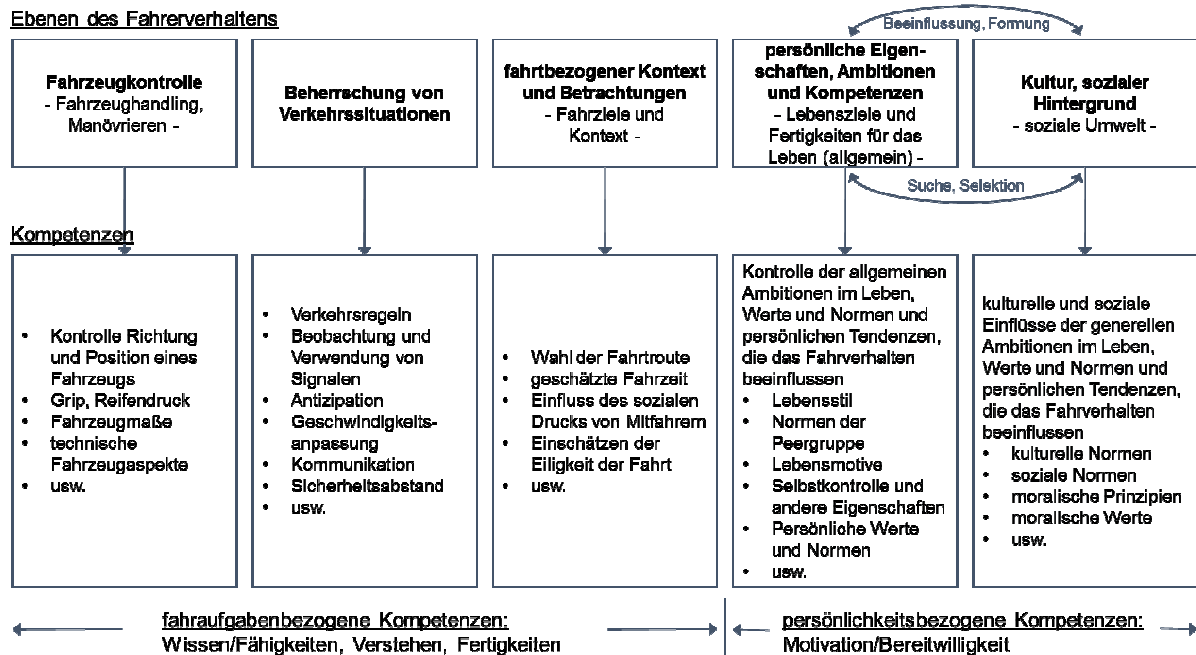 Ebenen des Fahrerverhaltens
Beeinflussung, Formung
Fahrzeugkontrolle
- Fahrzeughandling,
Manövrieren -
Beherrschung von
Verkehrssituationen
fahrtbezogener Kontext
und Betrachtungen
- Fahrziele und
Kontext -
persönliche Eigen-
schaften, Ambitionen
und Kompetenzen
- Lebensziele und
Fertigkeiten für das
Leben (allgemein) -
Kultur, sozialer
Hintergrund
- soziale Umwelt -
Suche, Selektion
Kompetenzen
• Kontrolle Richtung
und Position eines
Fahrzeugs
• Grip, Reifendruck
• Fahrzeugmaße
• technische
Fahrzeugaspekte
• usw.
• Verkehrsregeln
• Beobachtung und
Verwendung von
Signalen
• Antizipation
• Geschwindigkeits-
anpassung
• Kommunikation
• Sicherheitsabstand
• usw.
• Wahl der Fahrtroute
• geschätzte Fahrzeit
• Einfluss des sozialen
Drucks von Mitfahrern
• Einschätzen der
Eiligkeit der Fahrt
• usw.
Kontrolle der allgemeinen
Ambitionen im Leben,
Werte und Normen und
persönlichen Tendenzen,
die das Fahrverhalten
beeinflussen
• Lebensstil
• Normen der
Peergruppe
• Lebensmotive
• Selbstkontrolle und
andere Eigenschaften
• Persönliche Werte
und Normen
• usw.
kulturelle und soziale
Einflüsse der generellen
Ambitionen im Leben,
Werte und Normen und
persönlichen Tendenzen,
die das Fahrverhalten
beeinflussen
• kulturelle Normen
• soziale Normen
• moralische Prinzipien
• moralische Werte
• usw.
fahraufgabenbezogene Kompetenzen:
Wissen/Fähigkeiten, Verstehen, Fertigkeiten
persönlichkeitsbezogene Kompetenzen:
Motivation/Bereitwilligkeit